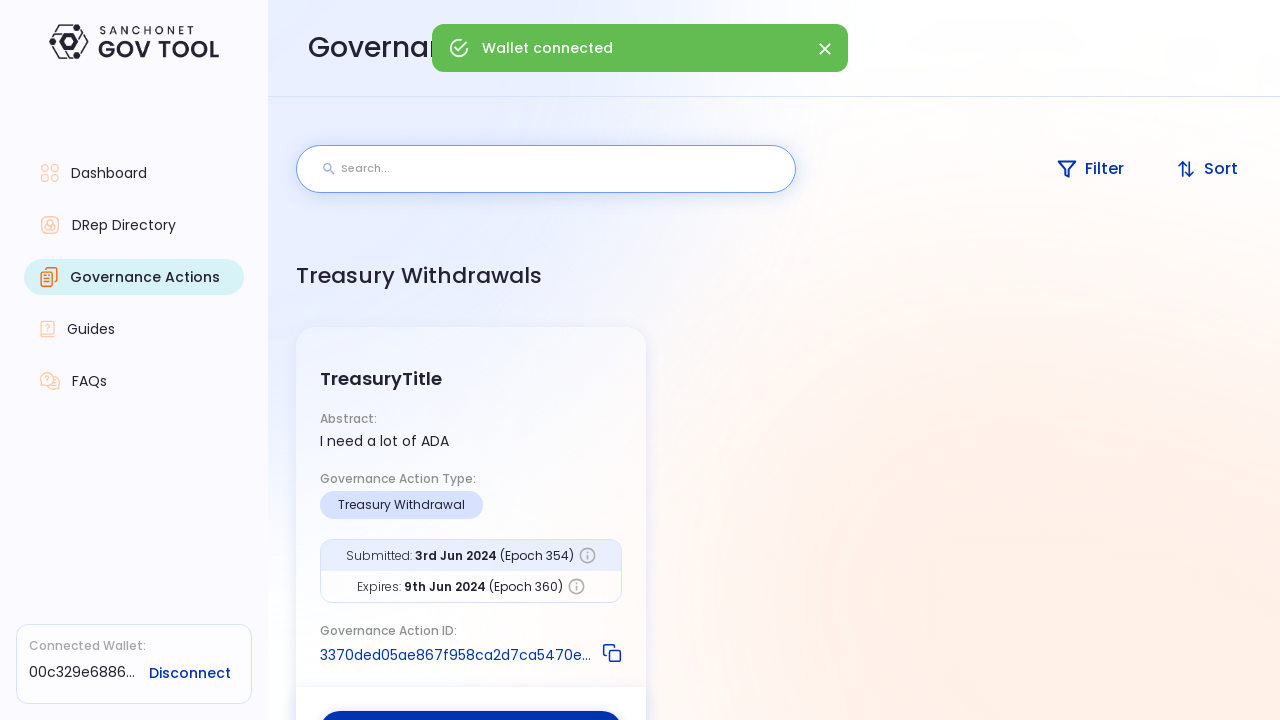 SANCHONET
GOV TOOL
Dashboard
DRep Directory
Governance Actions
Guides
FAQs
Connected Wallet:
00c329e6886...
Disconnect
Wallet connected
Search...
Filter
Sort
Treasury Withdrawals
TreasuryTitle
Abstract:
I need a lot of ADA
Governance Action Type:
Treasury Withdrawal
Submitted: 3rd Jun 2024 (Epoch 354)
Expires: 9th Jun 2024 (Epoch 360)
Governance Action ID:
3370ded05ae867f958ca2d7ca5470e...